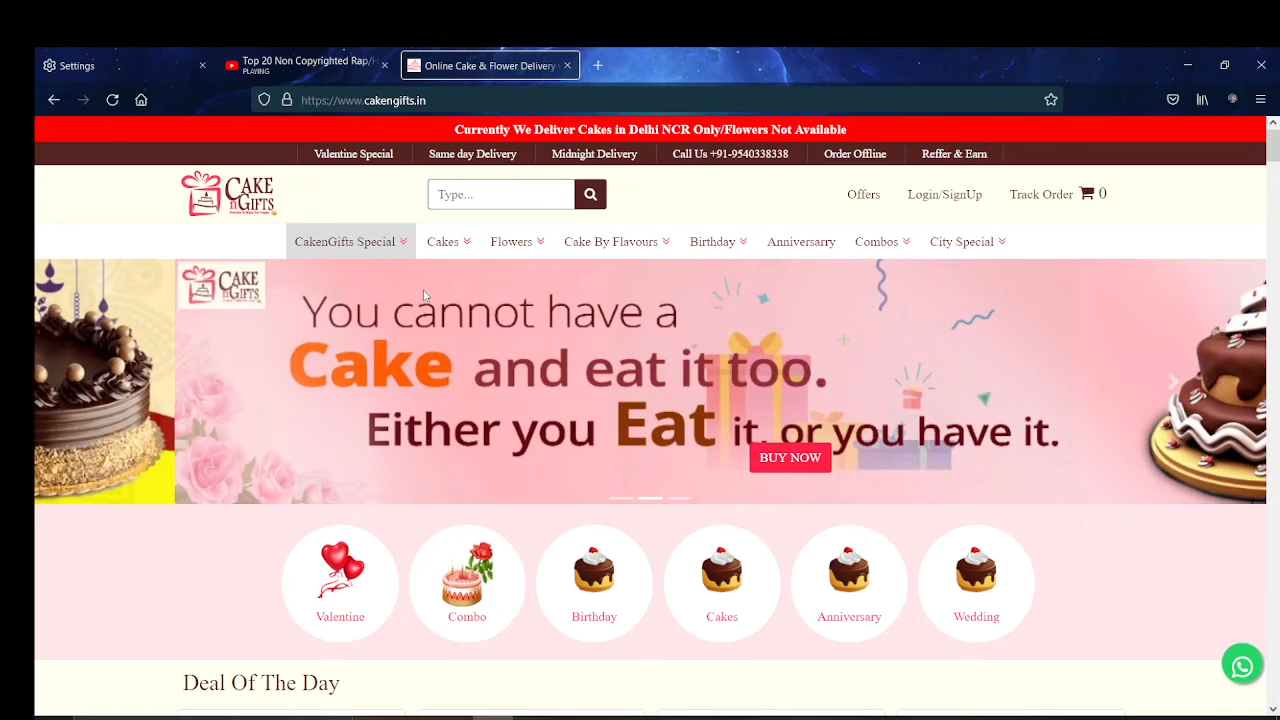 Settings
Top 20 Non Copyrighted Rap/H
PLAYING
Online Cake & Flower Delivery
https://www.cakengifts.in
Currently We Deliver Cakes in Delhi NCR Only/Flowers Not Available
Valentine Special
Same day Delivery
Midnight Delivery
Call Us +91-9540338338
Order Offline
Reffer & Earn
CAKE
n GIFTS
Type...
Offers
Login/SignUp
Track Order
0
CakenGifts Special
Cakes
Flowers
Cake By Flavours
Birthday
Anniversarry
Combos
City Special
CAKE
n GIFTS
You cannot have a
Cake and eat it too.
Either you Eat it, or you have it.
BUY NOW
Valentine
Combo
Birthday
Cakes
Anniversary
Wedding
Deal Of The Day